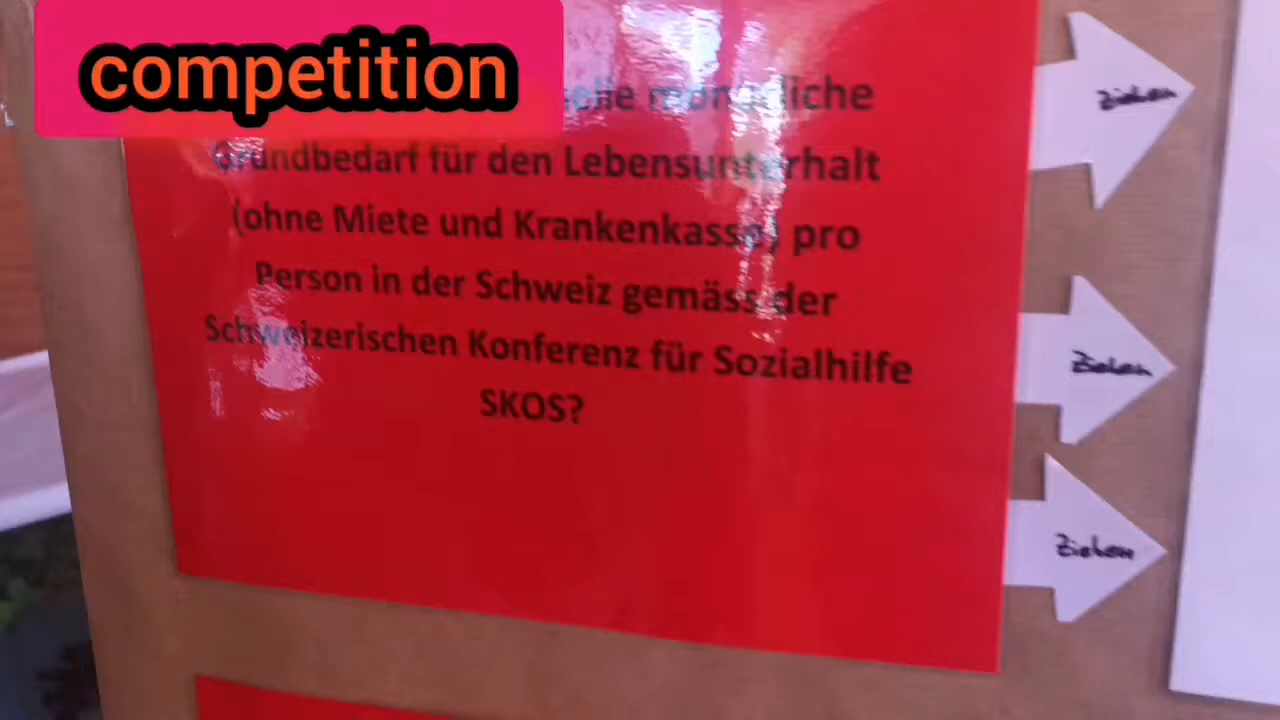 competition
monatliche
Grundbedarf für den Lebensunterhalt
(ohne Miete und Krankenkasse) pro
Person in der Schweiz gemäss der
Schweizerischen Konferenz für Sozialhilfe
SKOS?
ziehen
Ziehen
Ziehen